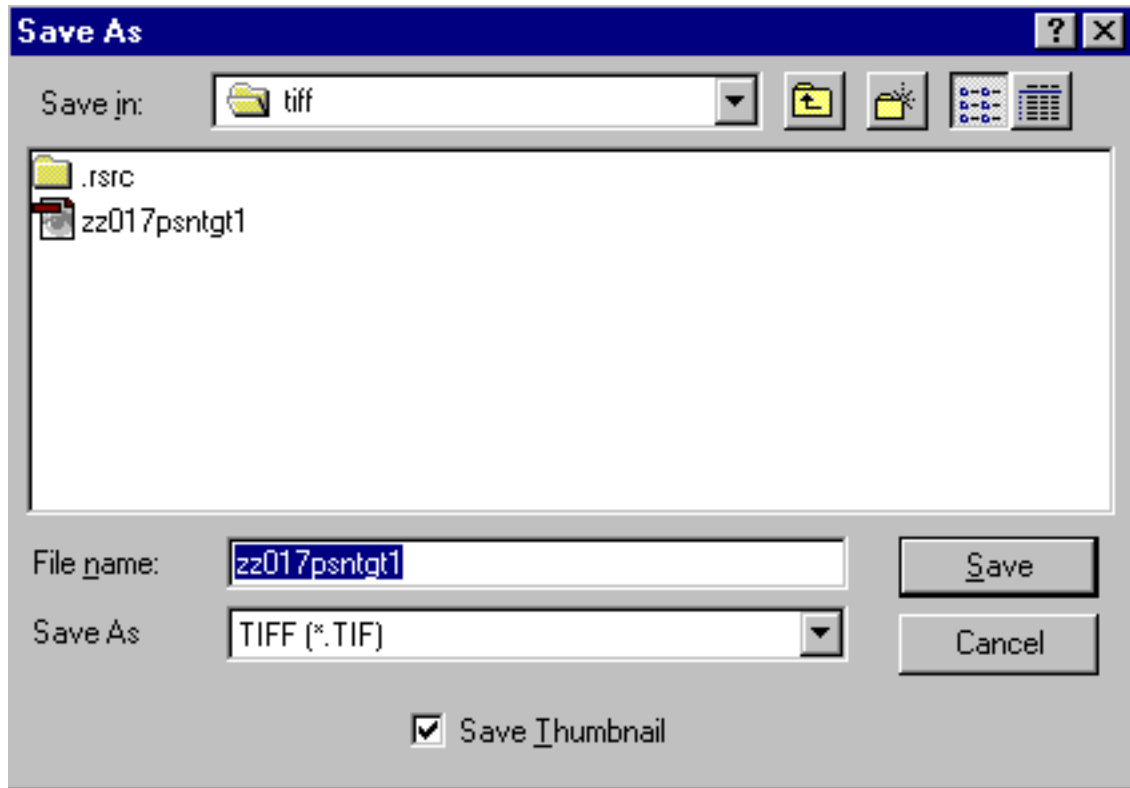 Save As
Save in: tiff
.rsrc
zz017psntgt1
File name: zz017psntgt1 Save
Save As TIFF (*.TIF) Cancel
Save Thumbnail